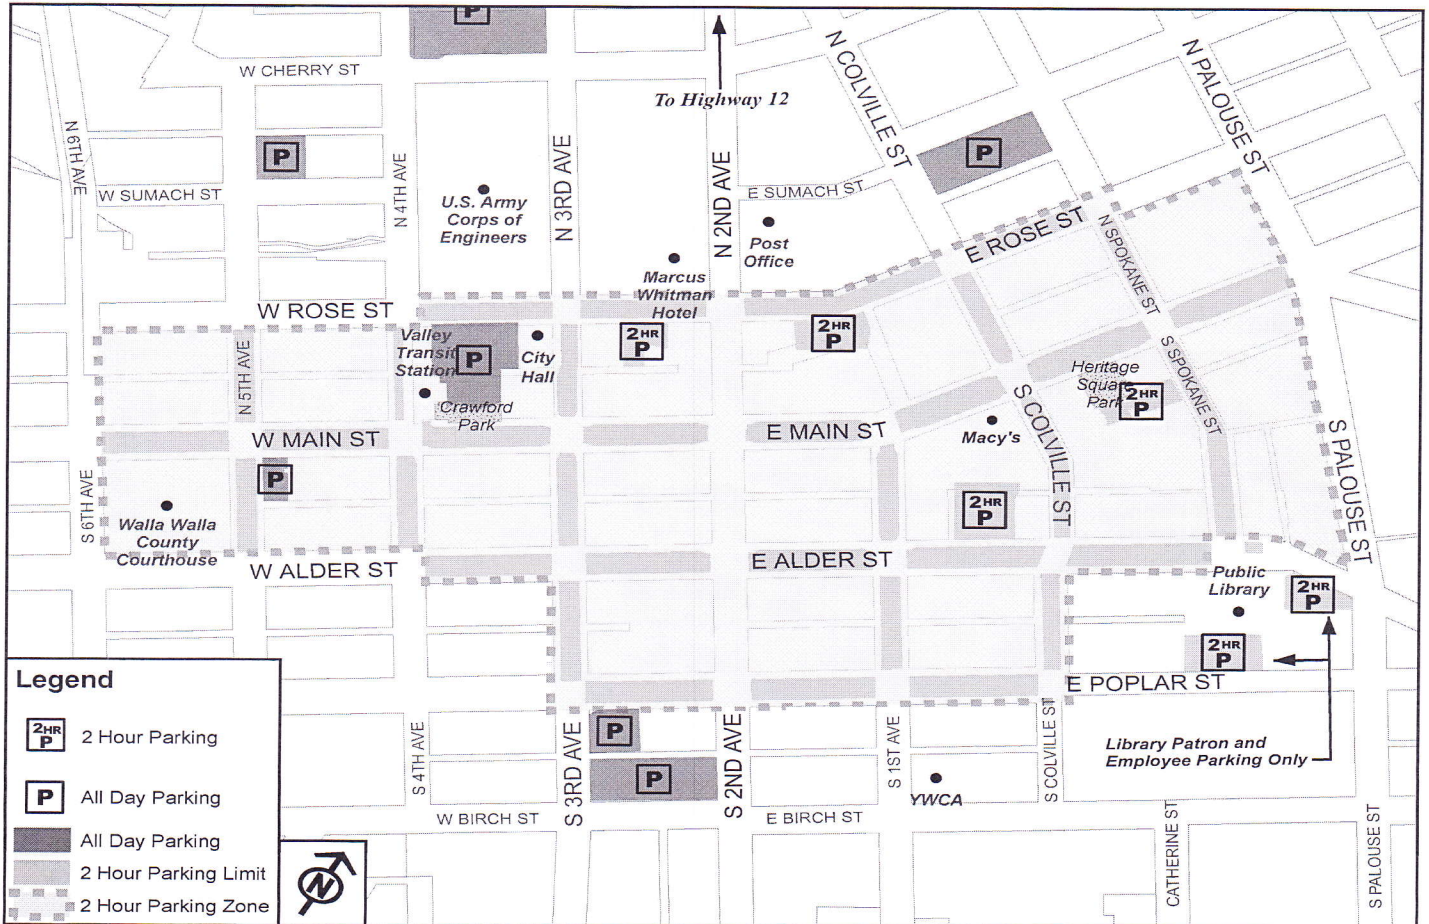 P
W CHERRY ST
To Highway 12
N COLVILLE ST
N PALOUSE ST
N 6TH AVE
P
N 4TH AVE
N 3RD AVE
N 2ND AVE
P
W SUMACH ST
E SUMACH ST
U.S. Army
Corps of
Engineers
Post
Office
E ROSE ST
N SPOKANE ST
Marcus
Whitman
Hotel
W ROSE ST
Valley
Transit
Station
P
City
Hall
2HR
P
2HR
P
N 5TH AVE
Crawford
Park
Heritage
Square
Park
2HR
P
S SPOKANE ST
S COLVILLE ST
W MAIN ST
E MAIN ST
Macy's
S PALOUSE ST
S 6TH AVE
P
2HR
P
Walla Walla
County
Courthouse
W ALDER ST
E ALDER ST
Public
Library
2HR
P
2HR
P
E POPLAR ST
Library Patron and
Employee Parking Only
S 4TH AVE
S 3RD AVE
P
P
S 2ND AVE
S 1ST AVE
S COLVILLE ST
YWCA
W BIRCH ST
E BIRCH ST
CATHERINE ST
S PALOUSE ST
Legend
2HR
P
2 Hour Parking
P
All Day Parking
All Day Parking
2 Hour Parking Limit
2 Hour Parking Zone
N